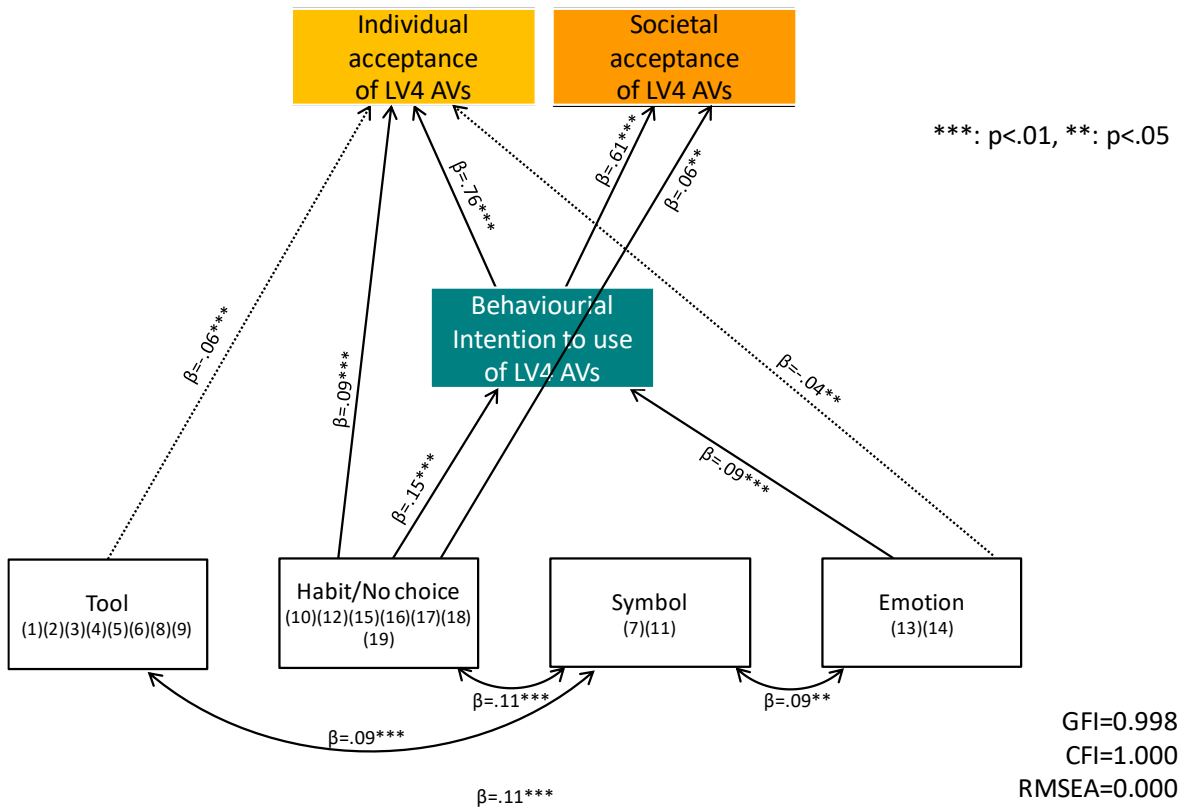 Individual
acceptance
of LV4 AVs
Societal
acceptance
of LV4 AVs
***: p<.01, **: p<.05
β=.76***
β=.61***
β=.06**
Behaviourial
Intention to use
of LV4 AVs
β=-.06***
β=.09***
β=.15***
β=.09***
β=-.04**
Tool
(1)(2)(3)(4)(5)(6)(8)(9)
Habit/No choice
(10)(12)(15)(16)(17)(18)
(19)
Symbol
(7)(11)
Emotion
(13)(14)
β=.11***
β=.09**
β=.09***
β=.11***
GFI=0.998
CFI=1.000
RMSEA=0.000